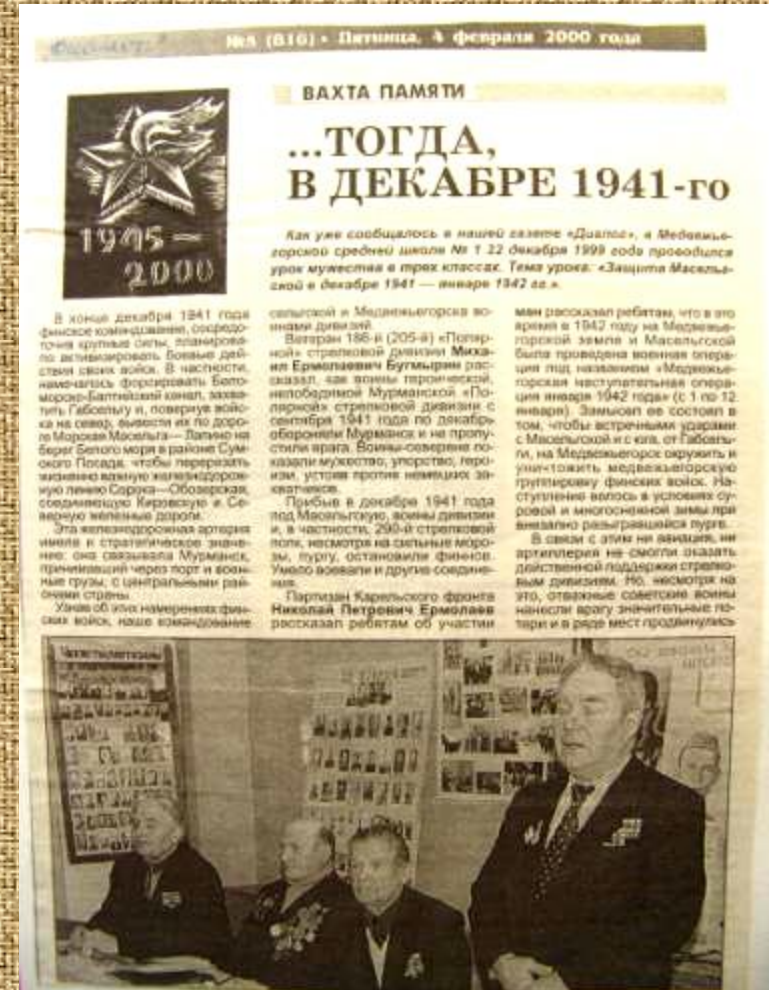 №5 (816) • Пятница, 4 февраля 2000 года
ВАХТА ПАМЯТИ
...ТОГДА,
В ДЕКАБРЕ 1941-го
1945 —
2000
Как уже сообщалось в нашей газете «Диалог», в Медвежье-
горской средней школе № 1 22 декабря 1999 года проводился
урок мужества в трех классах. Тема урока: «Защита Масельг-
ской в декабре 1941 — январе 1942 гг.».
В конце декабря 1941 года
финское командование, сосредо-
точив крупные силы, планирова-
ло активизировать боевые дей-
ствия своих войск. В частности,
намечалось форсировать Бело-
морско-Балтийский канал, захва-
тить Габсельгу и, повернув войс-
ка на север, вывести их по доро-
ге Морская Масельга — Лапино на
берег Белого моря в районе Сум-
ского Посада, чтобы перерезать
жизненно важную железнодорож-
ную линию Сорока—Обозерская,
соединяющую Кировскую и Се-
верную железные дороги.
Эта железнодорожная артерия
имела и стратегическое значе-
ние: она связывала Мурманск,
принимавший через порт и воен-
ные грузы, с центральными рай-
онами страны.
Узнав об этих намерениях фин-
ских войск, наше командование
сельгской и Медвежьегорска во-
инами дивизий.
Ветеран 186-й (205-й) «Поляр-
ной» стрелковой дивизии Миха-
ил Ермолаевич Бугмырин рас-
сказал, как воины героической,
непобедимой Мурманской «По-
лярной» стрелковой дивизии с
сентября 1941 года по декабрь
обороняли Мурманск и не пропу-
стили врага. Воины-северяне по-
казали мужество, упорство, геро-
изм, устояв против немецких за-
хватчиков.
Прибыв в декабре 1941 года
под Масельгскую, воины дивизии
и, в частности, 290-й стрелковой
полк, несмотря на сильные моро-
зы, пургу, остановили финнов.
Умело воевали и другие соедине-
ния.
Партизан Карельского фронта
Николай Петрович Ермолаев
рассказал ребятам об участии
ман рассказал ребятам, что в это
время в 1942 году на Медвежье-
горской земле и Масельгской
была проведена военная опера-
ция под названием «Медвежье-
горская наступательная опера-
ция января 1942 года» (с 1 по 12
января). Замысел ее состоял в
том, чтобы встречными ударами
с Масельгской и с юга, от Габсель-
ги, на Медвежьегорск окружить и
уничтожить медвежьегорскую
группировку финских войск. На-
ступление велось в условиях су-
ровой и многоснежной зимы при
внезапно разыгравшейся пурге.
В связи с этим ни авиация, ни
артиллерия не смогли оказать
действенной поддержки стрелко-
вым дивизиям. Но, несмотря на
это, отважные советские воины
нанесли врагу значительные по-
тери и в ряде мест продвинулись